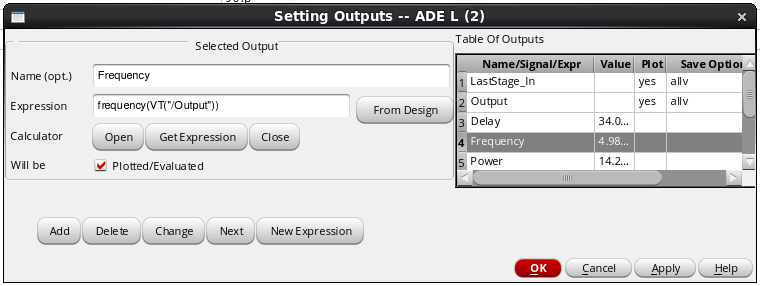 Setting Outputs -- ADE L (2)
Selected Output
Name (opt.) Frequency
Expression frequency(VT("/Output")) From Design
Calculator Open Get Expression Close
Will be Plotted/Evaluated
Add Delete Change Next New Expression
Table Of Outputs
Name/Signal/Expr Value Plot Save Option
1 LastStage_In yes allv
2 Output yes allv
3 Delay 34.0...
4 Frequency 4.98...
5 Power 14.2...
OK Cancel Apply Help